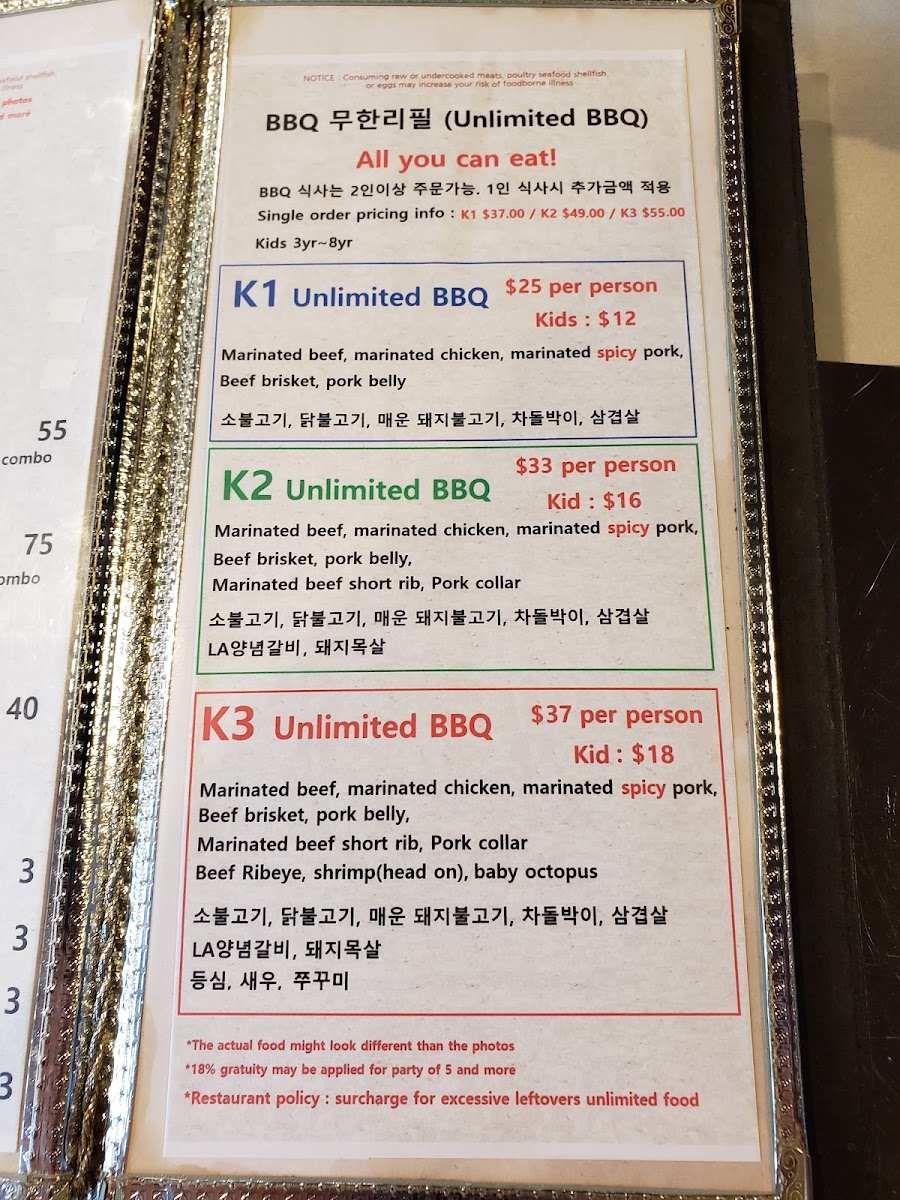 afood shellfish,
illness
photos
d more
55
combo
75
ombo
40
3
3
3
3
NOTICE : Consuming raw or undercooked meats, poultry seafood shellfish,
or eggs may increase your risk of foodborne illness
BBQ 무한리필 (Unlimited BBQ)
All you can eat!
BBQ 식사는 2인이상 주문가능. 1인 식사시 추가금액 적용
Single order pricing info : K1 $37.00 / K2 $49.00 / K3 $55.00
Kids 3yr~8yr
K1 Unlimited BBQ $25 per person
Kids : $12
Marinated beef, marinated chicken, marinated spicy pork,
Beef brisket, pork belly
소불고기, 닭불고기, 매운 돼지불고기, 차돌박이, 삼겹살
K2 Unlimited BBQ $33 per person
Kid : $16
Marinated beef, marinated chicken, marinated spicy pork,
Beef brisket, pork belly,
Marinated beef short rib, Pork collar
소불고기, 닭불고기, 매운 돼지불고기, 차돌박이, 삼겹살
LA양념갈비, 돼지목살
K3 Unlimited BBQ $37 per person
Kid : $18
Marinated beef, marinated chicken, marinated spicy pork,
Beef brisket, pork belly,
Marinated beef short rib, Pork collar
Beef Ribeye, shrimp(head on), baby octopus
소불고기, 닭불고기, 매운 돼지불고기, 차돌박이, 삼겹살
LA양념갈비, 돼지목살
등심, 새우, 쭈꾸미
*The actual food might look different than the photos
*18% gratuity may be applied for party of 5 and more
*Restaurant policy : surcharge for excessive leftovers unlimited food